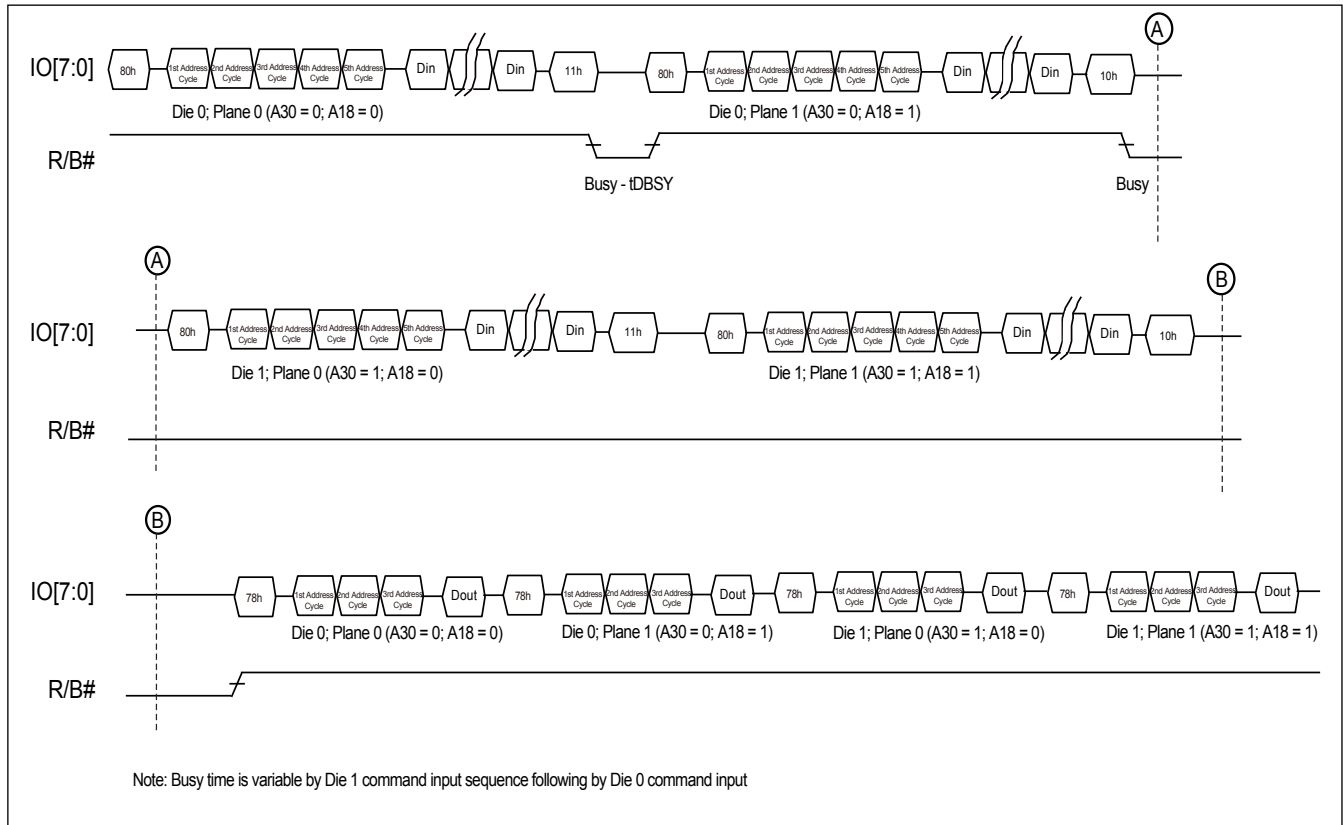 A
IO[7:0] 80h 1st Address Cycle 2nd Address Cycle 3rd Address Cycle 4th Address Cycle 5th Address Cycle Din Din 11h 80h 1st Address Cycle 2nd Address Cycle 3rd Address Cycle 4th Address Cycle 5th Address Cycle Din Din 10h
Die 0; Plane 0 (A30 = 0; A18 = 0) Die 0; Plane 1 (A30 = 0; A18 = 1)
R/B#
Busy - tDBSY Busy
A B
IO[7:0] 80h 1st Address Cycle 2nd Address Cycle 3rd Address Cycle 4th Address Cycle 5th Address Cycle Din Din 11h 80h 1st Address Cycle 2nd Address Cycle 3rd Address Cycle 4th Address Cycle 5th Address Cycle Din Din 10h
Die 1; Plane 0 (A30 = 1; A18 = 0) Die 1; Plane 1 (A30 = 1; A18 = 1)
R/B#
B
IO[7:0] 78h 1st Address Cycle 2nd Address Cycle 3rd Address Cycle Dout 78h 1st Address Cycle 2nd Address Cycle 3rd Address Cycle Dout 78h 1st Address Cycle 2nd Address Cycle 3rd Address Cycle Dout 78h 1st Address Cycle 2nd Address Cycle 3rd Address Cycle Dout
Die 0; Plane 0 (A30 = 0; A18 = 0) Die 0; Plane 1 (A30 = 0; A18 = 1) Die 1; Plane 0 (A30 = 1; A18 = 0) Die 1; Plane 1 (A30 = 1; A18 = 1)
R/B#
Note: Busy time is variable by Die 1 command input sequence following by Die 0 command input